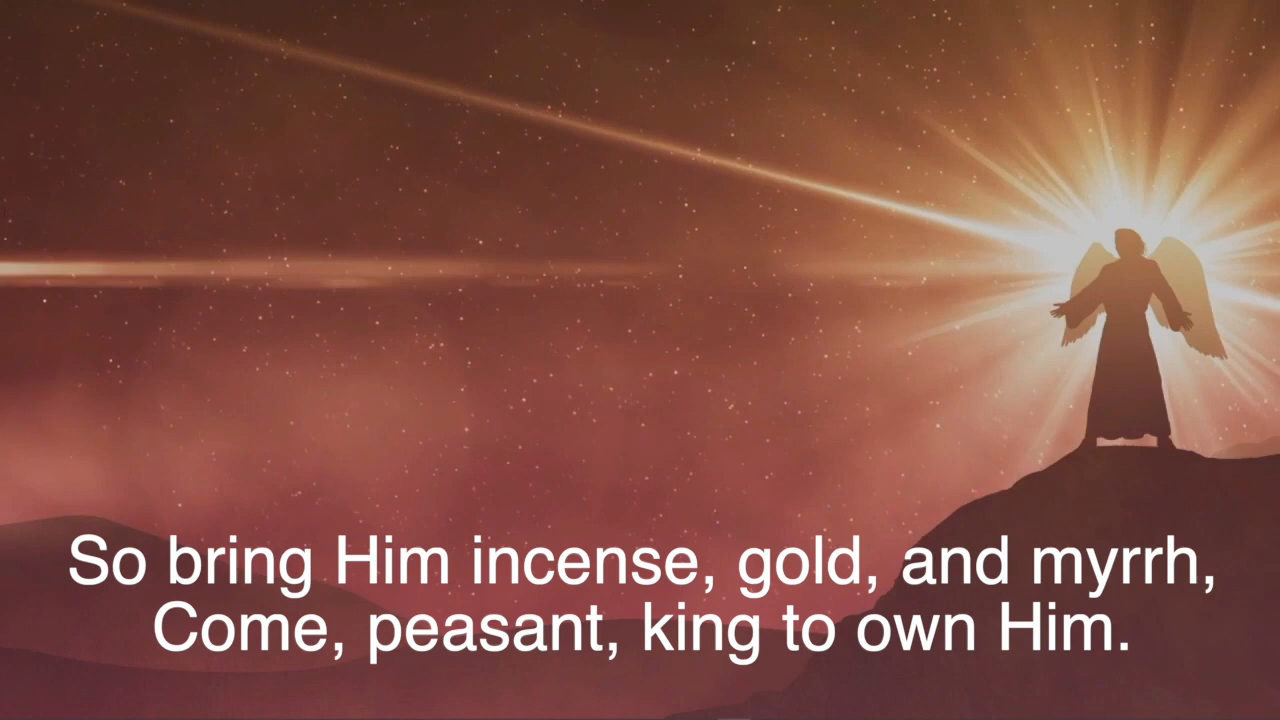 So bring Him incense, gold, and myrrh,
Come, peasant, king to own Him.